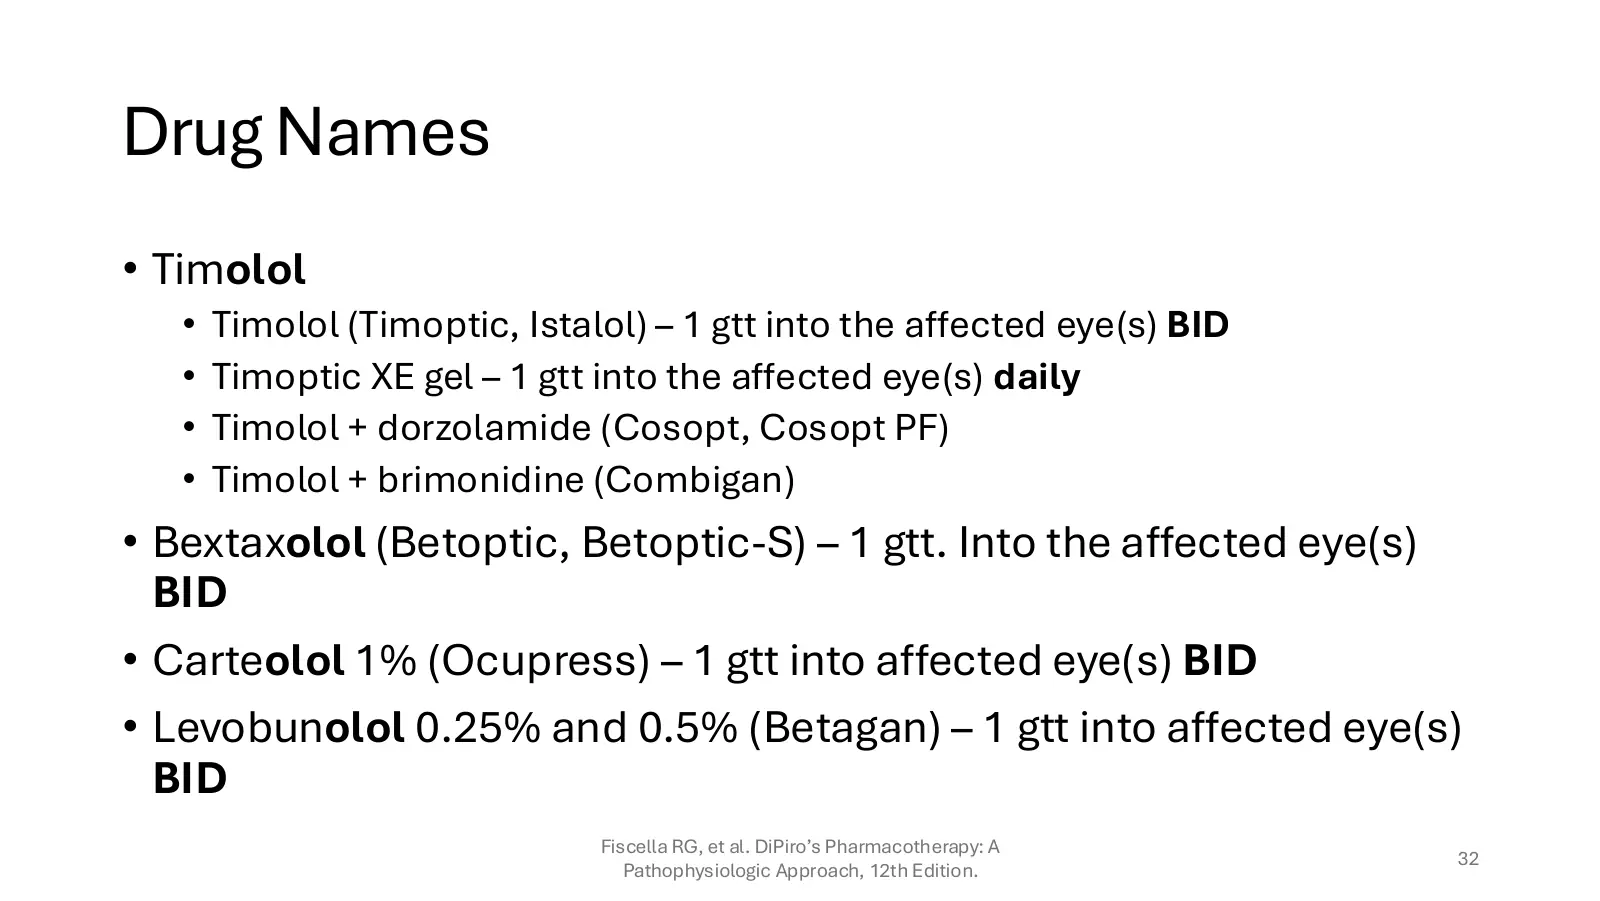 Drug Names
• Timolol
• Timolol (Timoptic, Istalol) – 1 gtt into the affected eye(s) BID
• Timoptic XE gel – 1 gtt into the affected eye(s) daily
• Timolol + dorzolamide (Cosopt, Cosopt PF)
• Timolol + brimonidine (Combigan)
• Bextaxolol (Betoptic, Betoptic-S) – 1 gtt. Into the affected eye(s)
BID
• Carteolol 1% (Ocupress) – 1 gtt into affected eye(s) BID
• Levobunolol 0.25% and 0.5% (Betagan) – 1 gtt into affected eye(s)
BID
Fiscella RG, et al. DiPiro’s Pharmacotherapy: A
Pathophysiologic Approach, 12th Edition.
32